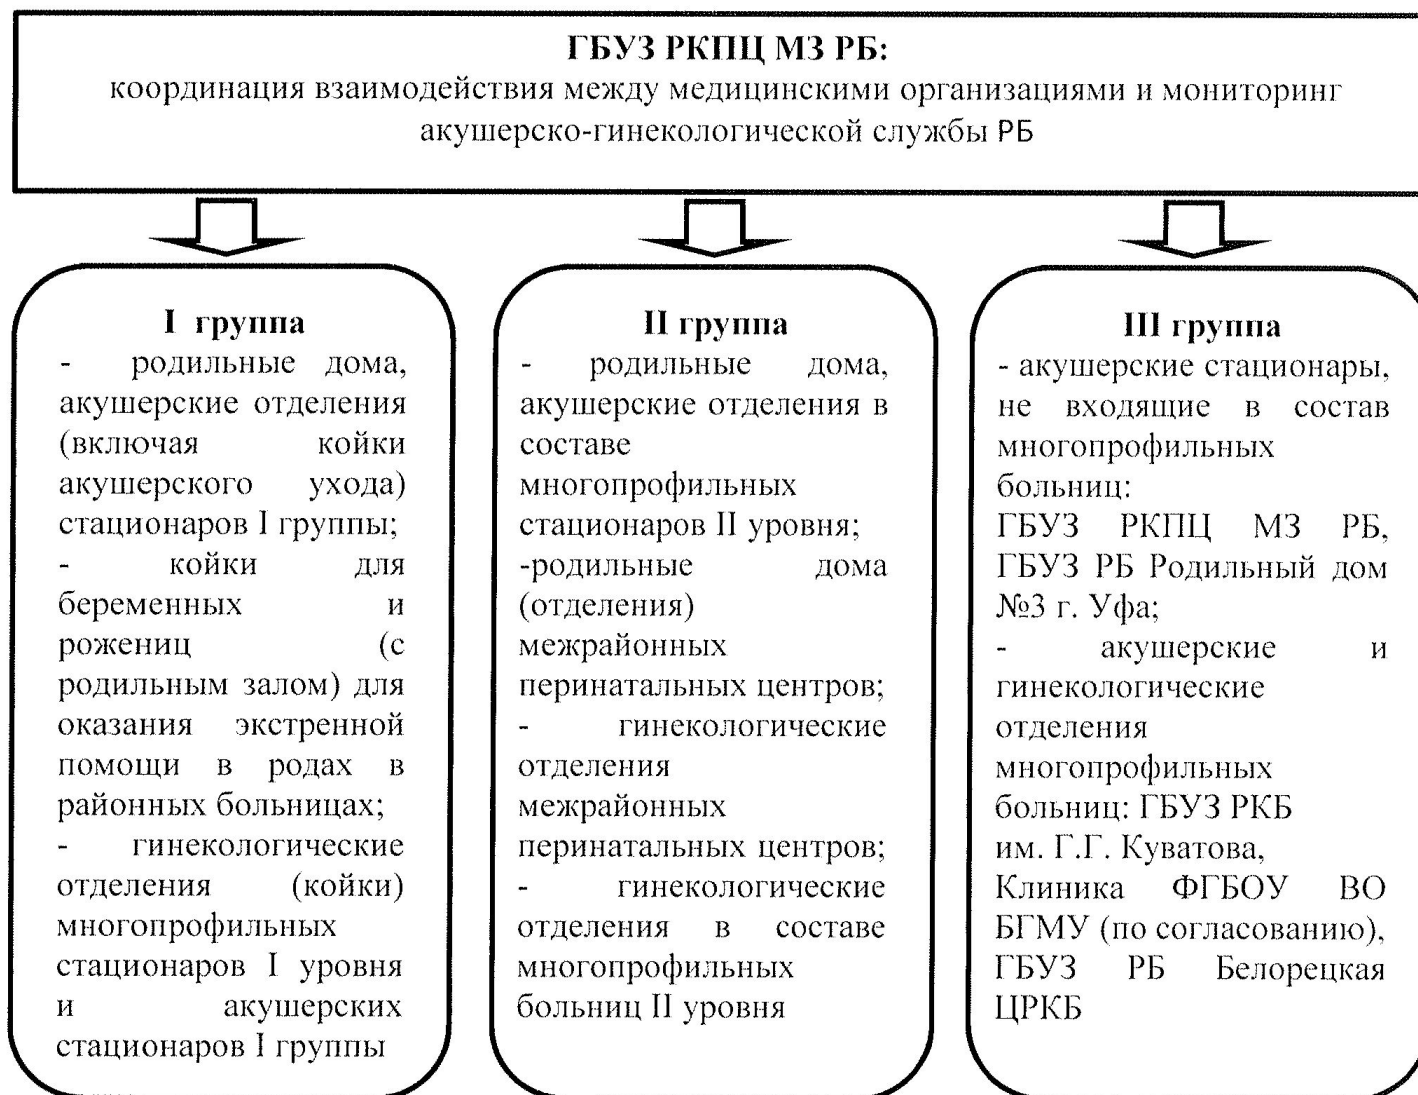 ГБУЗ РКПЦ МЗ РБ:
координация взаимодействия между медицинскими организациями и мониторинг
акушерско-гинекологической службы РБ
I группа
- родильные дома,
акушерские отделения
(включая койки
акушерского ухода)
стационаров I группы;
- койки для
беременных и
рожениц (с
родильным залом) для
оказания экстренной
помощи в родах в
районных больницах;
- гинекологические
отделения (койки)
многопрофильных
стационаров I уровня
и акушерских
стационаров I группы
II группа
- родильные дома,
акушерские отделения в
составе
многопрофильных
стационаров II уровня;
-родильные дома
(отделения)
межрайонных
перинатальных центров;
- гинекологические
отделения
межрайонных
перинатальных центров;
- гинекологические
отделения в составе
многопрофильных
больниц II уровня
III группа
- акушерские стационары,
не входящие в состав
многопрофильных
больниц:
ГБУЗ РКПЦ МЗ РБ,
ГБУЗ РБ Родильный дом
№3 г. Уфа;
- акушерские и
гинекологические
отделения
многопрофильных
больниц: ГБУЗ РКБ
им. Г.Г. Куватова,
Клиника ФГБОУ ВО
БГМУ (по согласованию),
ГБУЗ РБ Белорецкая
ЦРКБ